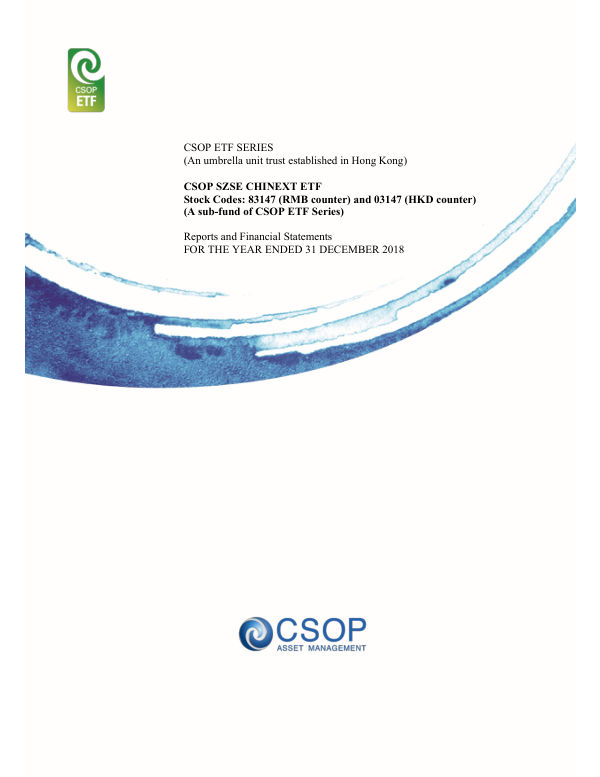 CSOP
ETF
CSOP ETF SERIES
(An umbrella unit trust established in Hong Kong)
CSOP SZSE CHINEXT ETF
Stock Codes: 83147 (RMB counter) and 03147 (HKD counter)
(A sub-fund of CSOP ETF Series)
Reports and Financial Statements
FOR THE YEAR ENDED 31 DECEMBER 2018
CSOP
ASSET MANAGEMENT